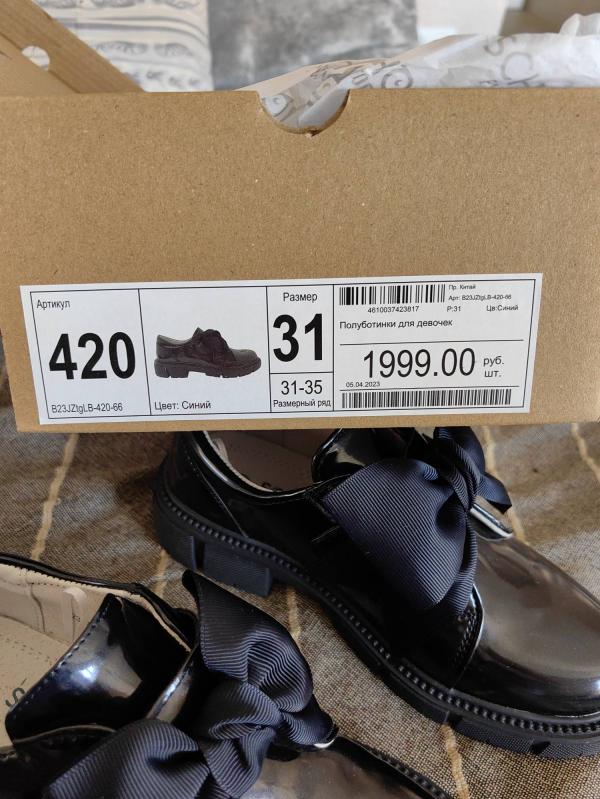 Артикул
420
B23JZtgLB-420-66
Цвет: Синий
Размер
31
31-35
Размерный ряд
Пр. Китай
Арт: B23JZtgLB-420-66
4610037423817
Р:31
Цв:Синий
Полуботинки для девочек
1999.00 руб.
шт.
05.04.2023